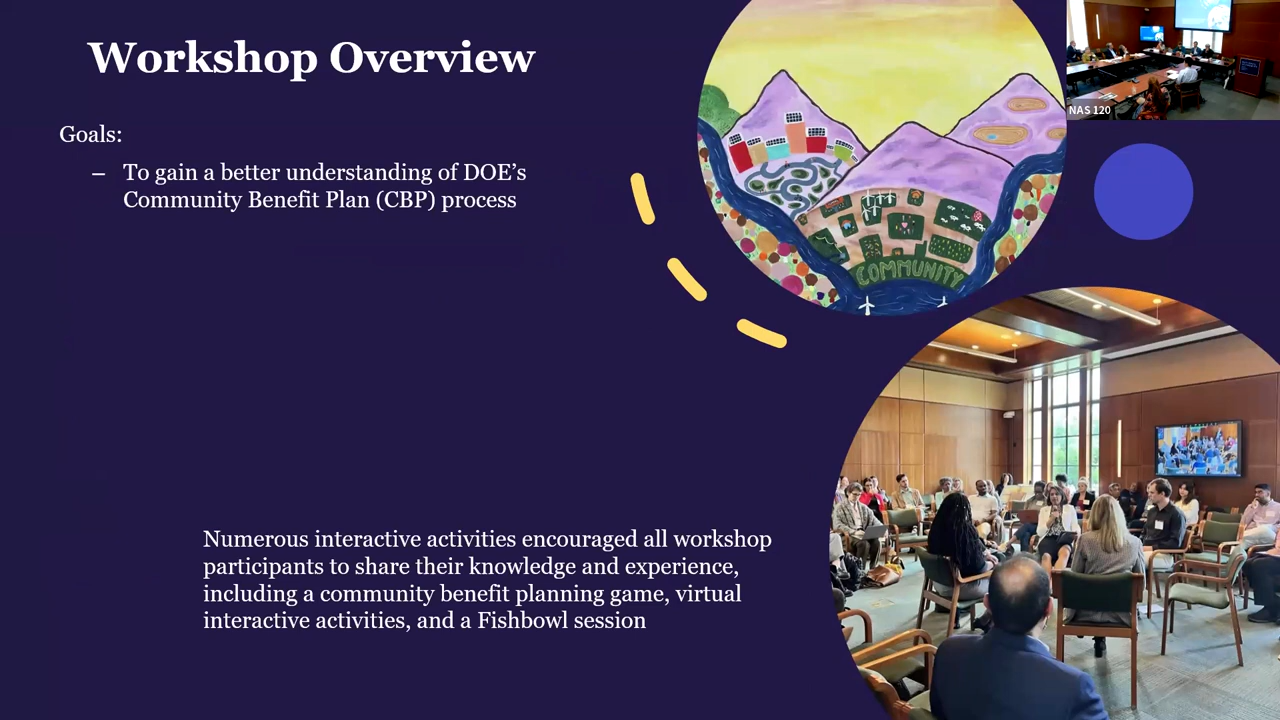 Workshop Overview
NAS 120
Goals:
– To gain a better understanding of DOE’s
Community Benefit Plan (CBP) process
COMMUNITY
Numerous interactive activities encouraged all workshop
participants to share their knowledge and experience,
including a community benefit planning game, virtual
interactive activities, and a Fishbowl session